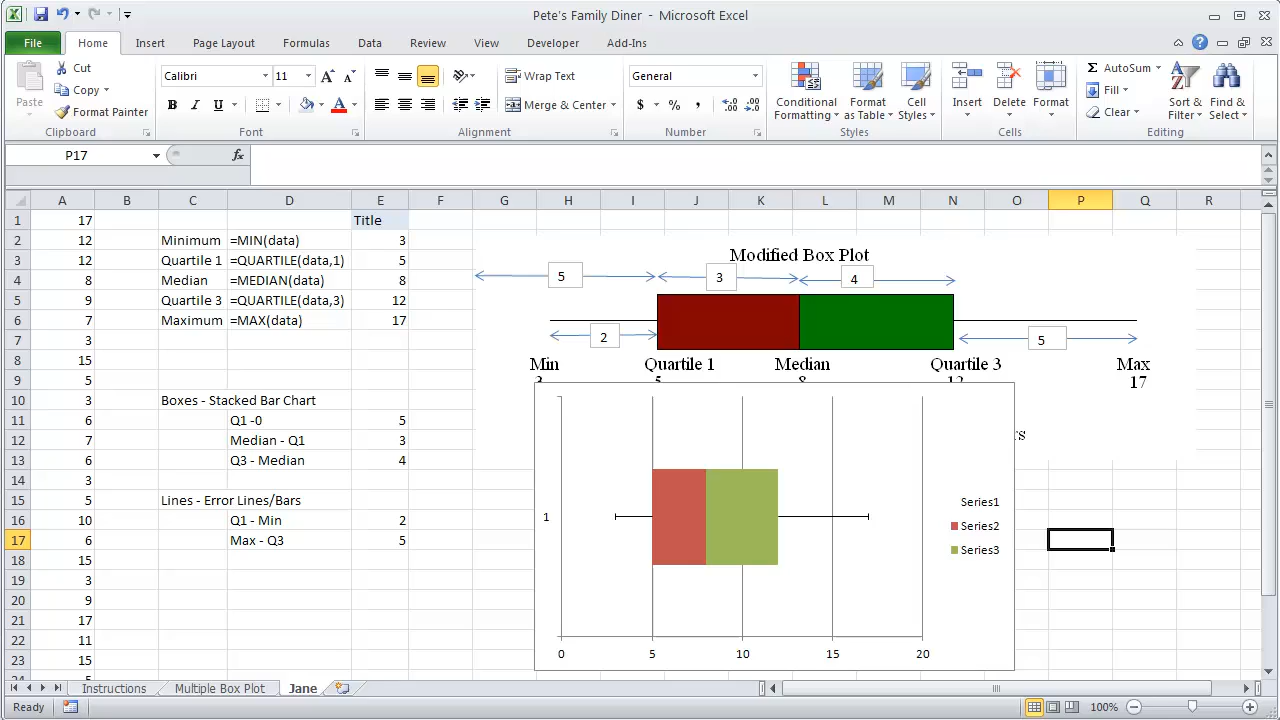 Pete's Family Diner - Microsoft Excel
File Home Insert Page Layout Formulas Data Review View Developer Add-Ins
Paste
Cut
Copy
Format Painter
Clipboard
Calibri 11
B I U
Font
Wrap Text
Merge & Center
Alignment
General
$ % ,
Number
Conditional Formatting
Format as Table
Cell Styles
Styles
Insert
Delete
Format
Cells
AutoSum
Fill
Clear
Sort & Filter
Find & Select
Editing
P17 fx
A B C D E F G H I J K L M N O P Q R
1 17 Title
2 12 Minimum =MIN(data) 3
3 12 Quartile 1 =QUARTILE(data,1) 5
4 8 Median =MEDIAN(data) 8
5 9 Quartile 3 =QUARTILE(data,3) 12
6 7 Maximum =MAX(data) 17
7 3
8 15
9 5
10 3 Boxes - Stacked Bar Chart
11 6 Q1 -0 5
12 7 Median - Q1 3
13 6 Q3 - Median 4
14 3
15 5 Lines - Error Lines/Bars
16 10 Q1 - Min 2
17 6 Max - Q3 5
18 15
19 3
20 9
21 17
22 11
23 15
Modified Box Plot
5 3 4
2 5
Min Quartile 1 Median Quartile 3 Max
3 5 8 12 17
1
Series1
Series2
Series3
0 5 10 15 20
Instructions Multiple Box Plot Jane
Ready 100%